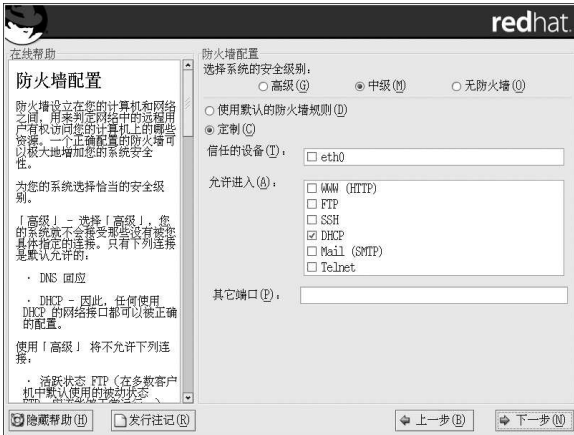 redhat.
在线帮助
防火墙配置
防火墙设立在您的计算机和网络
之间，用来判定网络中的远程用
户有权访问您的计算机上的哪些
资源。一个正确配置的防火墙可
以极大地增加您的系统安全
性。
为您的系统选择恰当的安全级
别。
「高级」 - 选择「高级」，您
的系统就不会接受那些没有被您
具体指定的连接。只有下列连接
是默认允许的：
· DNS 回应
· DHCP - 因此，任何使用
DHCP 的网络接口都可以被正确
的配置。
使用「高级」 将不允许下列连
接：
· 活跃状态 FTP（在多数客户
机中默认使用的被动状态
防火墙配置
选择系统的安全级别：
高级(G) 中级(M) 无防火墙(O)
使用默认的防火墙规则(D)
定制(C)
信任的设备(T)：
eth0
允许进入(A)：
WWW (HTTP)
FTP
SSH
DHCP
Mail (SMTP)
Telnet
其它端口(P)：
隐藏帮助(H) 发行注记(R) 上一步(B) 下一步(N)